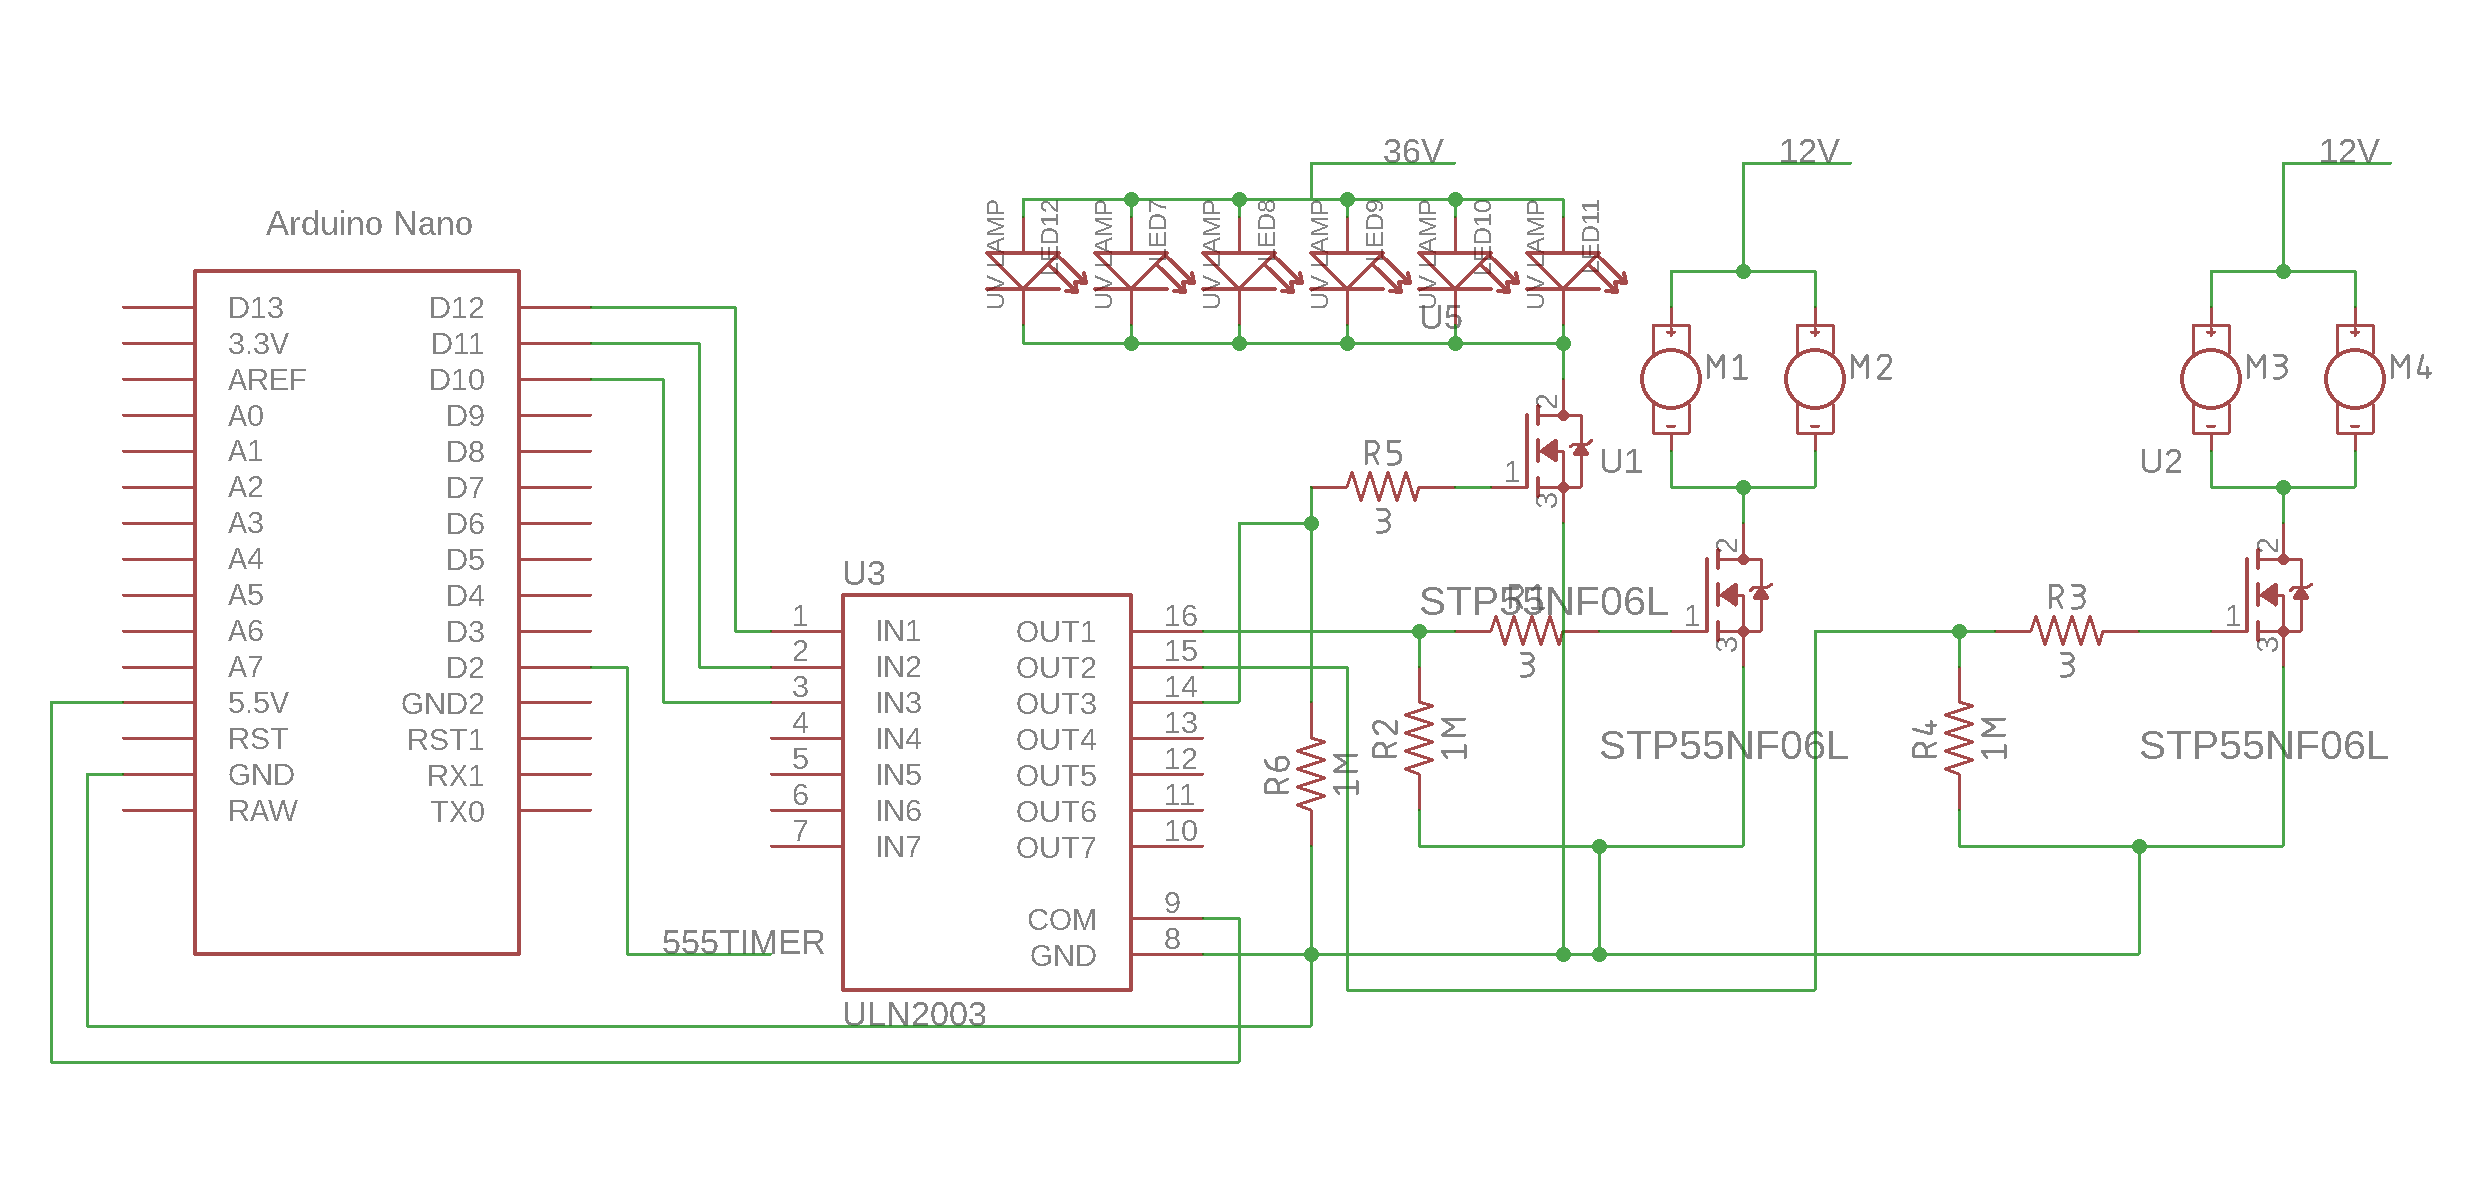 36V
12V
12V
UV LAMP
LED12
UV LAMP
LED7
UV LAMP
LED8
UV LAMP
LED9
UV LAMP
LED10
UV LAMP
LED11
U5
Arduino Nano
D13
3.3V
AREF
A0
A1
A2
A3
A4
A5
A6
A7
5.5V
RST
GND
RAW
D12
D11
D10
D9
D8
D7
D6
D5
D4
D3
D2
GND2
RST1
RX1
TX0
555TIMER
U3
1
2
3
4
5
6
7
IN1
IN2
IN3
IN4
IN5
IN6
IN7
OUT1
OUT2
OUT3
OUT4
OUT5
OUT6
OUT7
COM
GND
16
15
14
13
12
11
10
9
8
ULN2003
R5
3
1
2
3
U1
M1
M2
R6
1M
STP55NF06L
R1
3
1
2
3
R2
1M
STP55NF06L
U2
M3
M4
R3
3
1
2
3
R4
1M
STP55NF06L